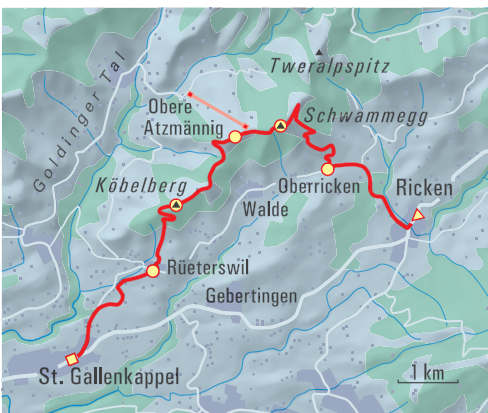 Tweralpspitz
Goldinger Tal
Obere
Atzmännig
Schwammegg
Köbelberg
Oberricken
Ricken
Walde
Rüeterswil
Gebertingen
St. Gallenkappel
1 km